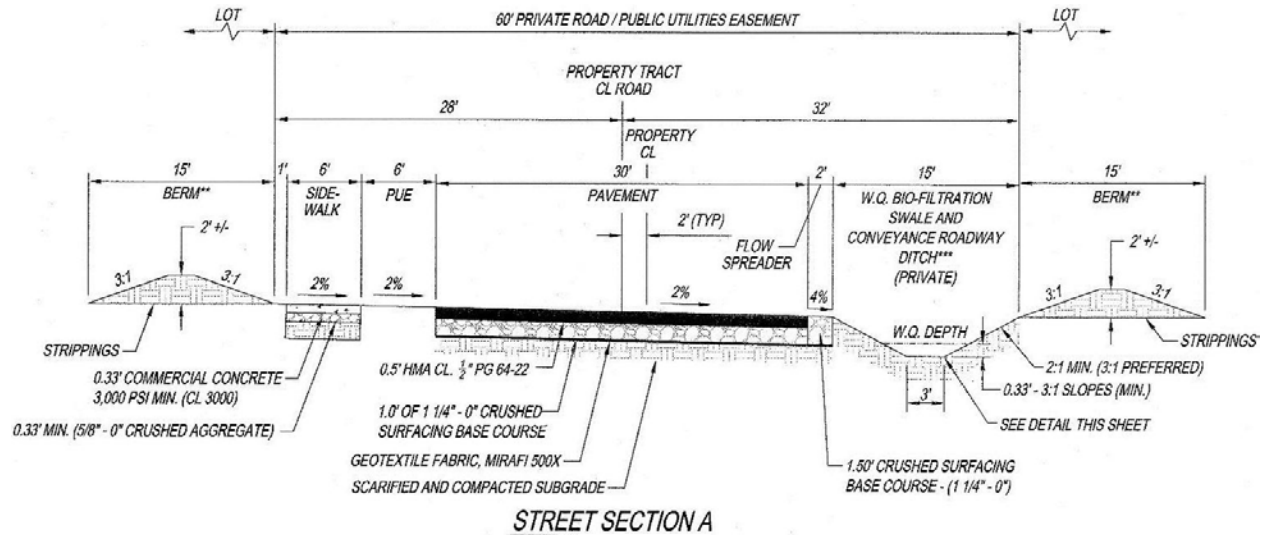 LOT
60' PRIVATE ROAD / PUBLIC UTILITIES EASEMENT
LOT
PROPERTY TRACT
CL ROAD
28'
32'
PROPERTY
CL
15'
BERM**
1'
6'
SIDE-
WALK
6'
PUE
30'
PAVEMENT
2'
15'
W.Q. BIO-FILTRATION
SWALE AND
CONVEYANCE ROADWAY
DITCH***
(PRIVATE)
15'
BERM**
2' +/-
2' (TYP)
FLOW
SPREADER
2' +/-
3:1
3:1
2%
2%
2%
4%
3:1
3:1
W.Q. DEPTH
STRIPPINGS
STRIPPINGS
0.33' COMMERCIAL CONCRETE
3,000 PSI MIN. (CL 3000)
0.33' MIN. (5/8" - 0" CRUSHED AGGREGATE)
0.5' HMA CL. 1/2" PG 64-22
1.0' OF 1 1/4" - 0" CRUSHED
SURFACING BASE COURSE
GEOTEXTILE FABRIC, MIRAFI 500X
SCARIFIED AND COMPACTED SUBGRADE
2:1 MIN. (3:1 PREFERRED)
0.33' - 3:1 SLOPES (MIN.)
3'
SEE DETAIL THIS SHEET
1.50' CRUSHED SURFACING
BASE COURSE - (1 1/4" - 0")
STREET SECTION A